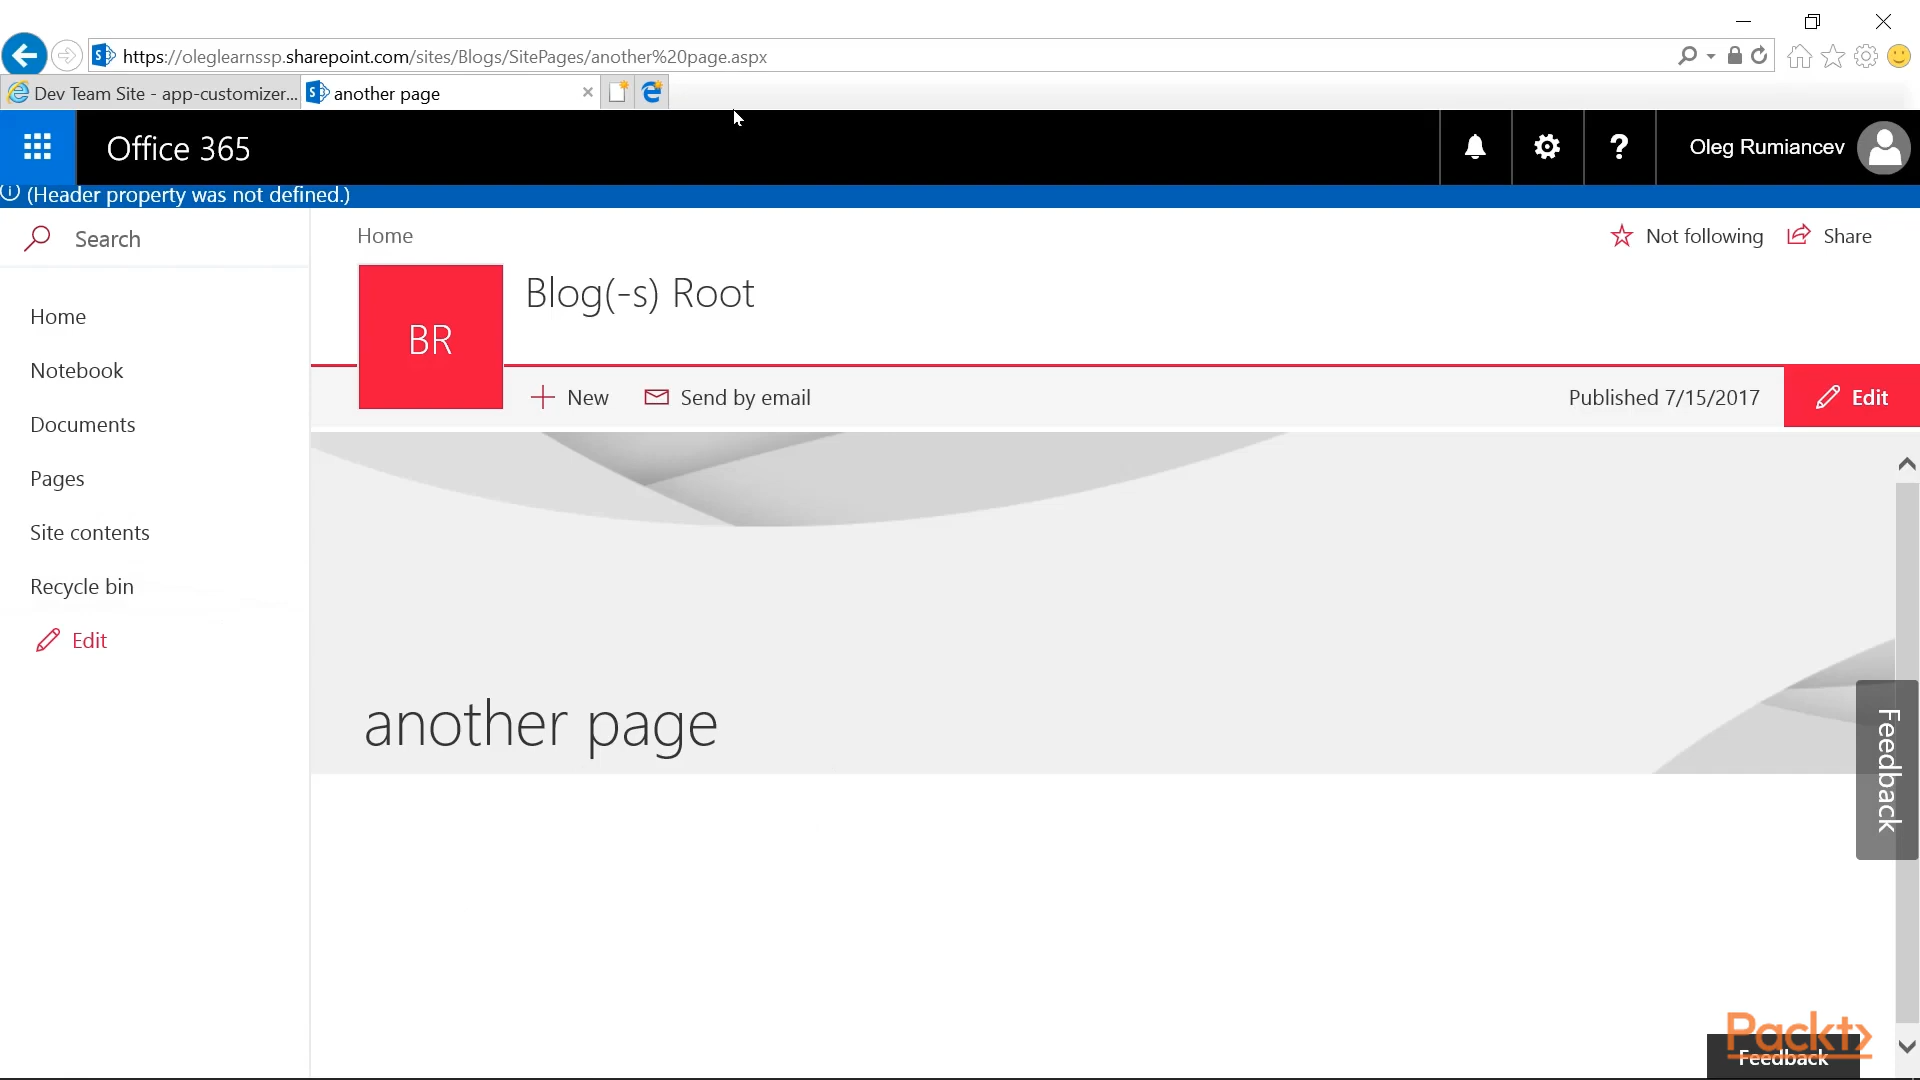 https://oleglearnssp.sharepoint.com/sites/Blogs/SitePages/another%20page.aspx
Dev Team Site - app-customizer...
another page
Office 365
Oleg Rumiancev
(Header property was not defined.)
Search
Home
Not following
Share
BR
Blog(-s) Root
Home
Notebook
Documents
Pages
Site contents
Recycle bin
Edit
New
Send by email
Published 7/15/2017
Edit
another page
Feedback
Packt>
Feedback